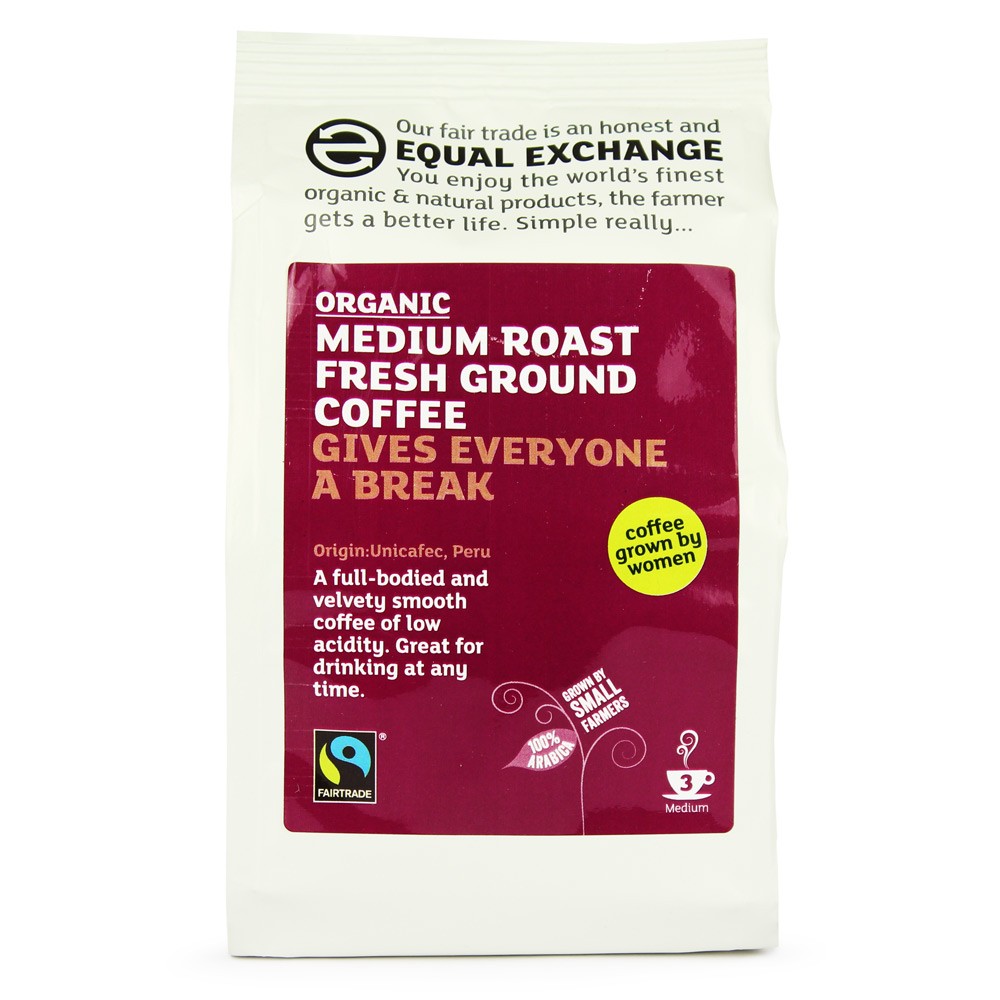 Our fair trade is an honest and
EQUAL EXCHANGE
You enjoy the world's finest
organic & natural products, the farmer
gets a better life. Simple really...
ORGANIC
MEDIUM ROAST
FRESH GROUND
COFFEE
GIVES EVERYONE
A BREAK
coffee
grown by
women
Origin:Unicafec, Peru
A full-bodied and
velvety smooth
coffee of low
acidity. Great for
drinking at any
time.
GROWN BY
SMALL
FARMERS
100%
ARABICA
FAIRTRADE
®
3
Medium